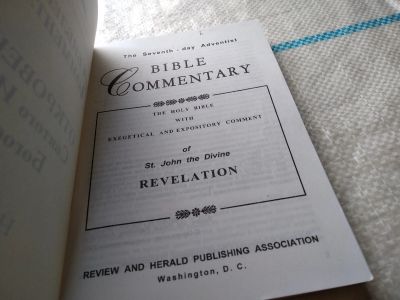 The Seventh - day Adventist
BIBLE
COMMENTARY
THE HOLY BIBLE
WITH
EXEGETICAL AND EXPOSITORY COMMENT
of
St. John the Divine
REVELATION
REVIEW AND HERALD PUBLISHING ASSOCIATION
Washington, D. C.